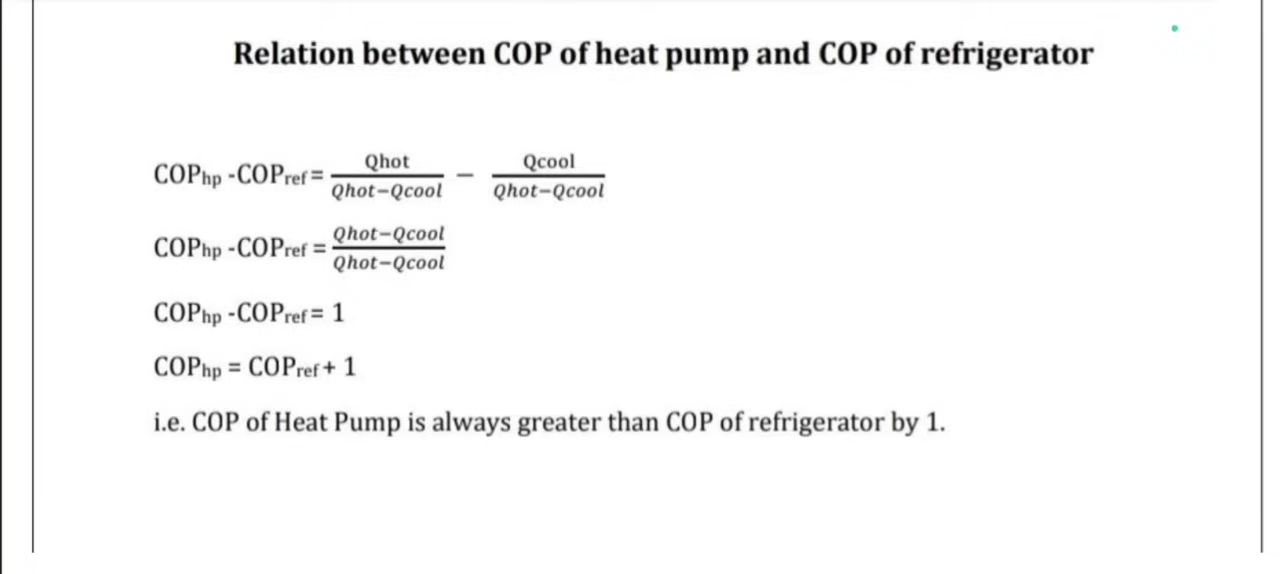 Relation between COP of heat pump and COP of refrigerator
COPhp -COPref= Qhot/Qhot−Qcool − Qcool/Qhot−Qcool
COPhp -COPref = Qhot−Qcool/Qhot−Qcool
COPhp -COPref= 1
COPhp = COPref+ 1
i.e. COP of Heat Pump is always greater than COP of refrigerator by 1.